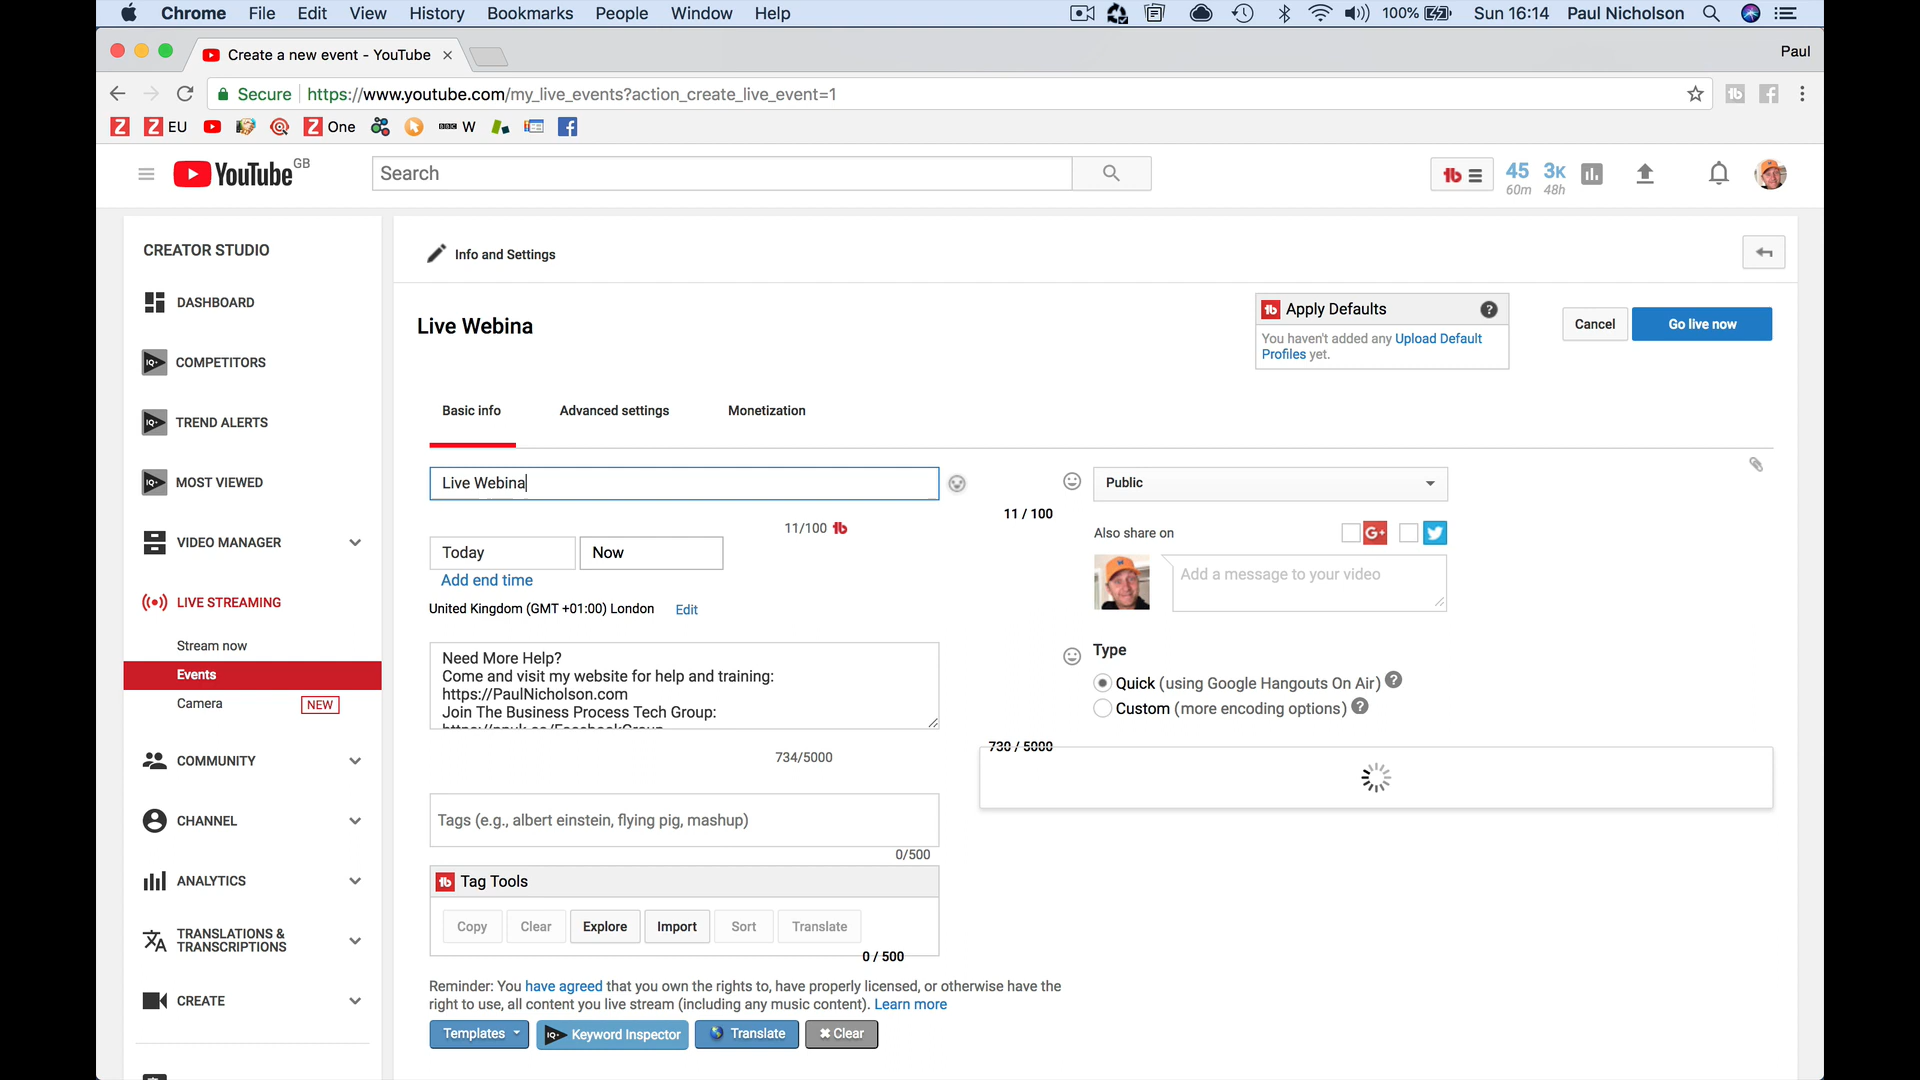 Chrome File Edit View History Bookmarks People Window Help 100% Sun 16:14 Paul Nicholson
Create a new event - YouTube Paul
Secure https://www.youtube.com/my_live_events?action_create_live_event=1
EU One BBC W
YouTube GB Search 45 60m 3K 48h
CREATOR STUDIO
DASHBOARD
COMPETITORS
TREND ALERTS
MOST VIEWED
VIDEO MANAGER
LIVE STREAMING
Stream now
Events
Camera NEW
COMMUNITY
CHANNEL
ANALYTICS
TRANSLATIONS &
TRANSCRIPTIONS
CREATE
Info and Settings
Live Webina
Apply Defaults
You haven't added any Upload Default
Profiles yet.
Cancel Go live now
Basic info Advanced settings Monetization
Live Webina
11 / 100
11/100
Today Now
Add end time
United Kingdom (GMT +01:00) London Edit
Need More Help?
Come and visit my website for help and training:
https://PaulNicholson.com
Join The Business Process Tech Group:
734/5000
730 / 5000
Tags (e.g., albert einstein, flying pig, mashup)
0/500
Tag Tools
Copy Clear Explore Import Sort Translate
0 / 500
Reminder: You have agreed that you own the rights to, have properly licensed, or otherwise have the
right to use, all content you live stream (including any music content). Learn more
Templates Keyword Inspector Translate Clear
Public
Also share on G+
Add a message to your video
Type
Quick (using Google Hangouts On Air)
Custom (more encoding options)